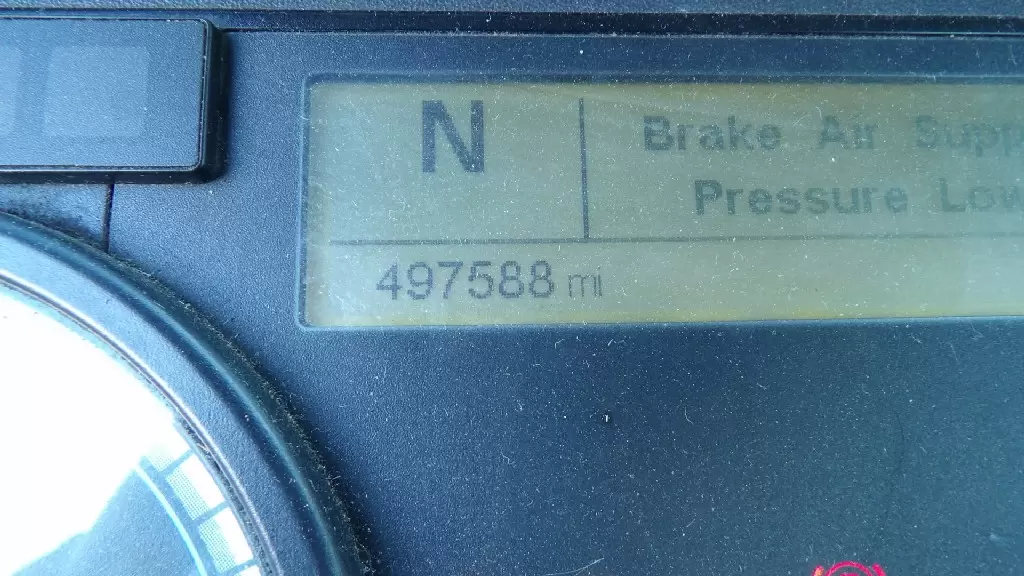 N
Brake Air Supp
Pressure Low
497588 mi